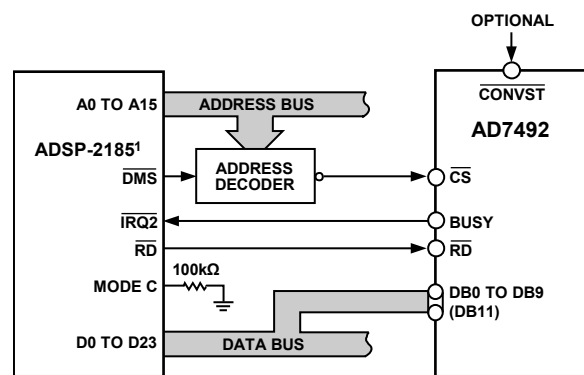 OPTIONAL
CONVST
A0 TO A15
ADDRESS BUS
AD7492
ADSP-2185¹
DMS
ADDRESS
DECODER
CS
IRQ2
BUSY
RD
RD
MODE C
100kΩ
DB0 TO DB9
(DB11)
D0 TO D23
DATA BUS